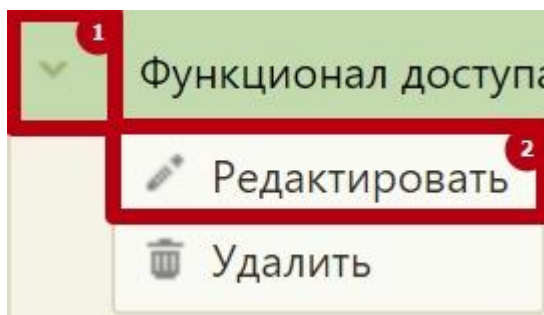 1
Функционал доступа
2
Редактировать
Удалить